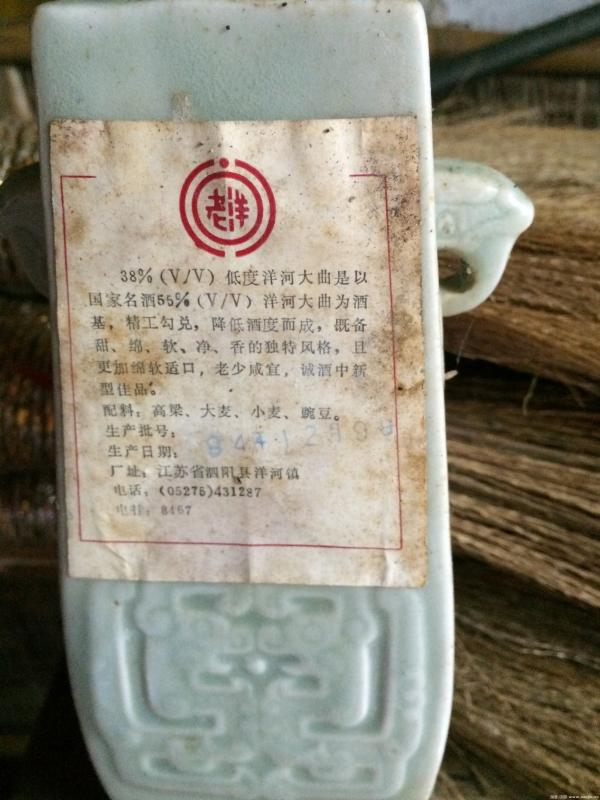 老洋
38%(V/V)低度洋河大曲是以
国家名酒55%(V/V)洋河大曲为酒
基，精工勾兑，降低酒度而成，既备
甜、绵、软、净、香的独特风格，且
更加绵软适口，老少咸宜，诚酒中新
型佳品。
配料：高粱、大麦、小麦、豌豆。
生产批号：
生产日期：
厂址：江苏省泗阳县洋河镇
电话：(05275)431287
电挂：8467